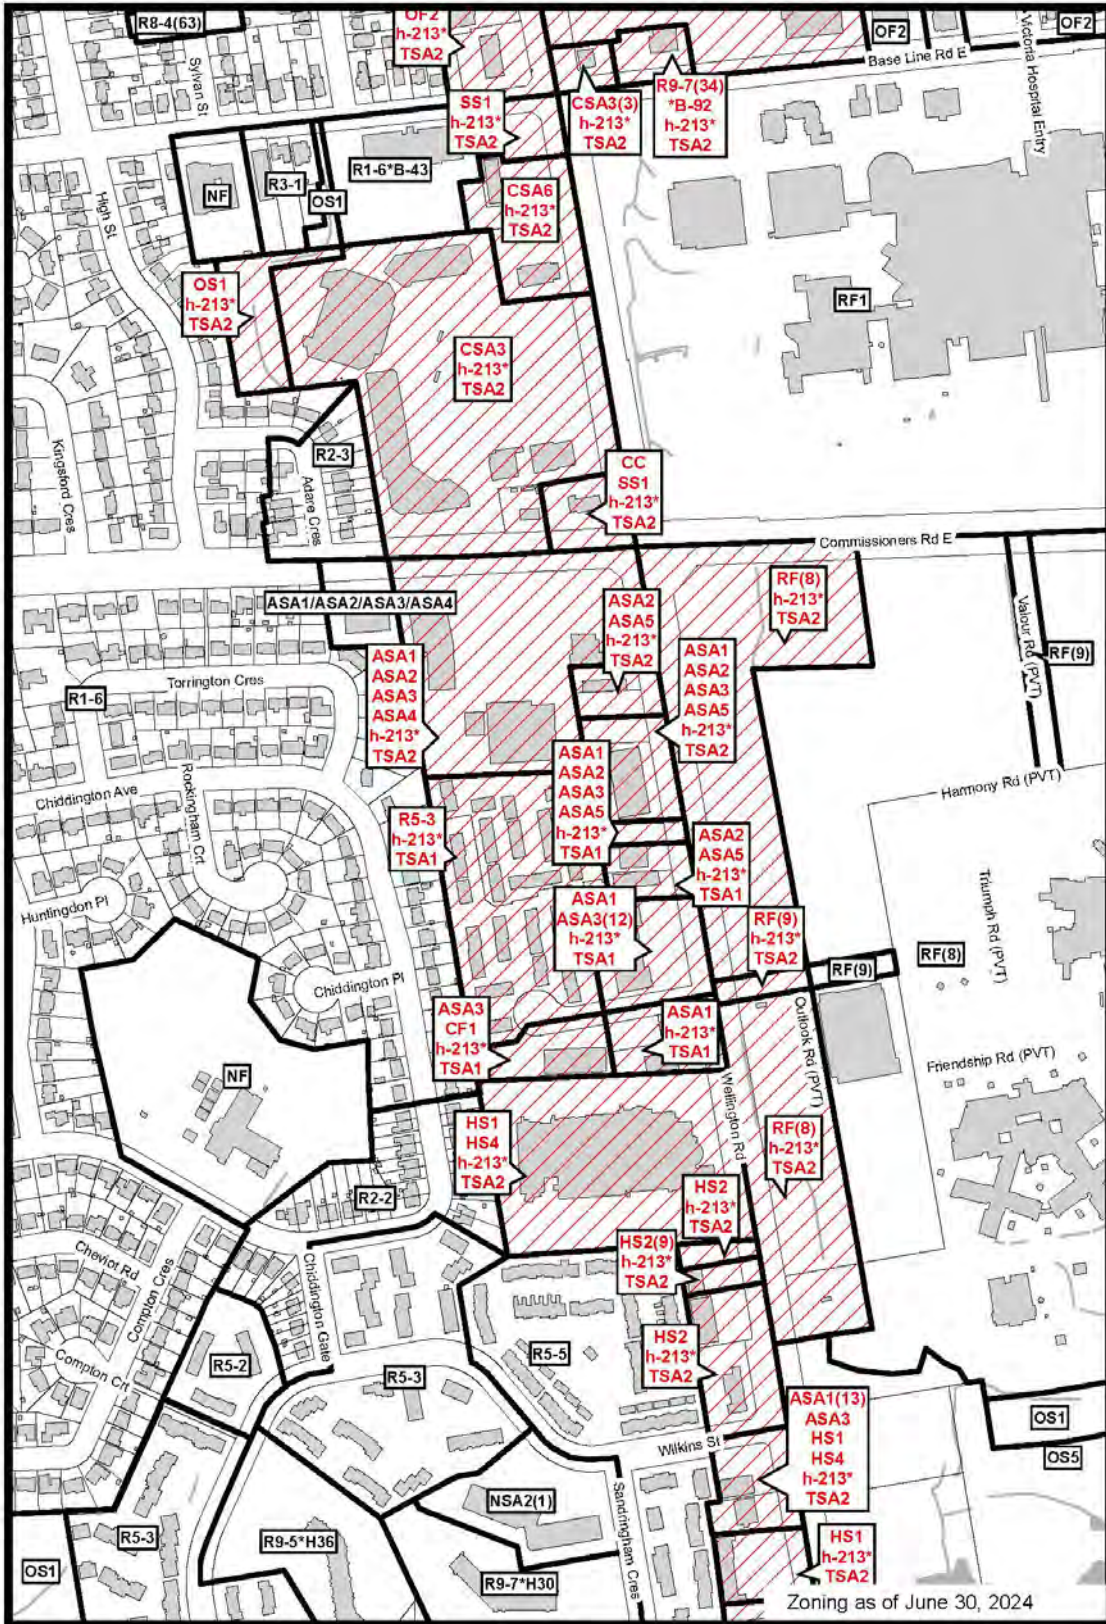 R8-4(63)
OF2
h-213*
TSA2
OF2
OF2
Base Line Rd E
Victoria Hospital Entry
Sylvan St
SS1
h-213*
TSA2
CSA3(3)
h-213*
TSA2
R9-7(34)
*B-92
h-213*
TSA2
NF
R3-1
OS1
R1-6*B-43
CSA6
h-213*
TSA2
High St
OS1
h-213*
TSA2
RF1
CSA3
h-213*
TSA2
Kingsford Cres
R2-3
Adare Cres
CC
SS1
h-213*
TSA2
Commissioners Rd E
ASA1/ASA2/ASA3/ASA4
ASA2
ASA5
h-213*
TSA2
RF(8)
h-213*
TSA2
Valour Rd (PVT)
RF(9)
R1-6
Torrington Cres
ASA1
ASA2
ASA3
ASA4
h-213*
TSA2
ASA1
ASA2
ASA3
ASA5
h-213*
TSA2
Chiddington Ave
Rockingham Crt
ASA1
ASA2
ASA3
ASA5
h-213*
TSA1
Harmony Rd (PVT)
R5-3
h-213*
TSA1
ASA2
ASA5
h-213*
TSA1
Huntingdon Pl
ASA1
ASA3(12)
h-213*
TSA1
RF(9)
h-213*
TSA2
RF(9)
RF(8)
Triumph Rd (PVT)
Chiddington Pl
ASA3
CF1
h-213*
TSA1
ASA1
h-213*
TSA1
Outlook Rd (PVT)
Friendship Rd (PVT)
NF
Wellington Rd
HS1
HS4
h-213*
TSA2
RF(8)
h-213*
TSA2
R2-2
HS2
h-213*
TSA2
Cheviot Rd
Compton Cres
Chiddington Gate
HS2(9)
h-213*
TSA2
Compton Crt
R5-2
R5-3
R5-5
HS2
h-213*
TSA2
ASA1(13)
ASA3
HS1
HS4
h-213*
TSA2
OS1
OS5
Wilkins St
Sandringham Cres
NSA2(1)
R5-3
R9-5*H36
OS1
R9-7*H30
HS1
h-213*
TSA2
Zoning as of June 30, 2024